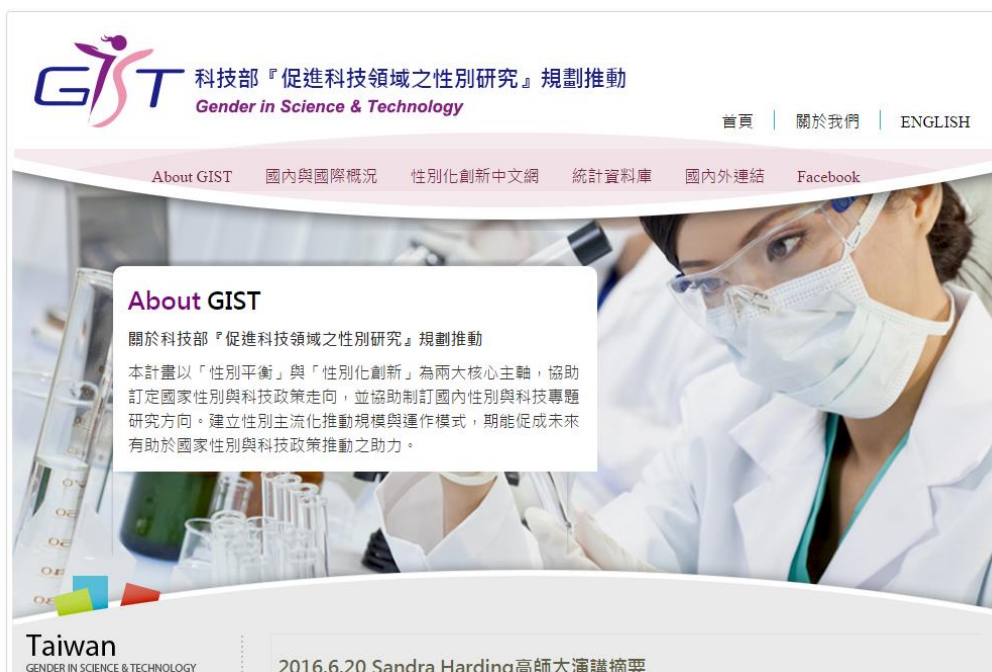 GIST
科技部『促進科技領域之性別研究』規劃推動
Gender in Science & Technology
首頁 關於我們 ENGLISH
About GIST 國內與國際概況 性別化創新中文網 統計資料庫 國內外連結 Facebook
About GIST
關於科技部『促進科技領域之性別研究』規劃推動
本計畫以「性別平衡」與「性別化創新」為兩大核心主軸，協助
訂定國家性別與科技政策走向，並協助制訂國內性別與科技專題
研究方向。建立性別主流化推動規模與運作模式，期能促成未來
有助於國家性別與科技政策推動之助力。
Taiwan
GENDER IN SCIENCE & TECHNOLOGY
2016.6.20 Sandra Harding高師大演講摘要